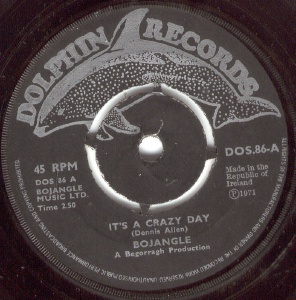 DOLPHIN RECORDS
45 RPM
DOS.86-A
DOS 86 A
BOJANGLE
MUSIC LTD.
Time 2.50
Made in the
Republic of
Ireland
Ⓟ1971
IT'S A CRAZY DAY
(Dennis Allen)
BOJANGLE
A Begorragh Production